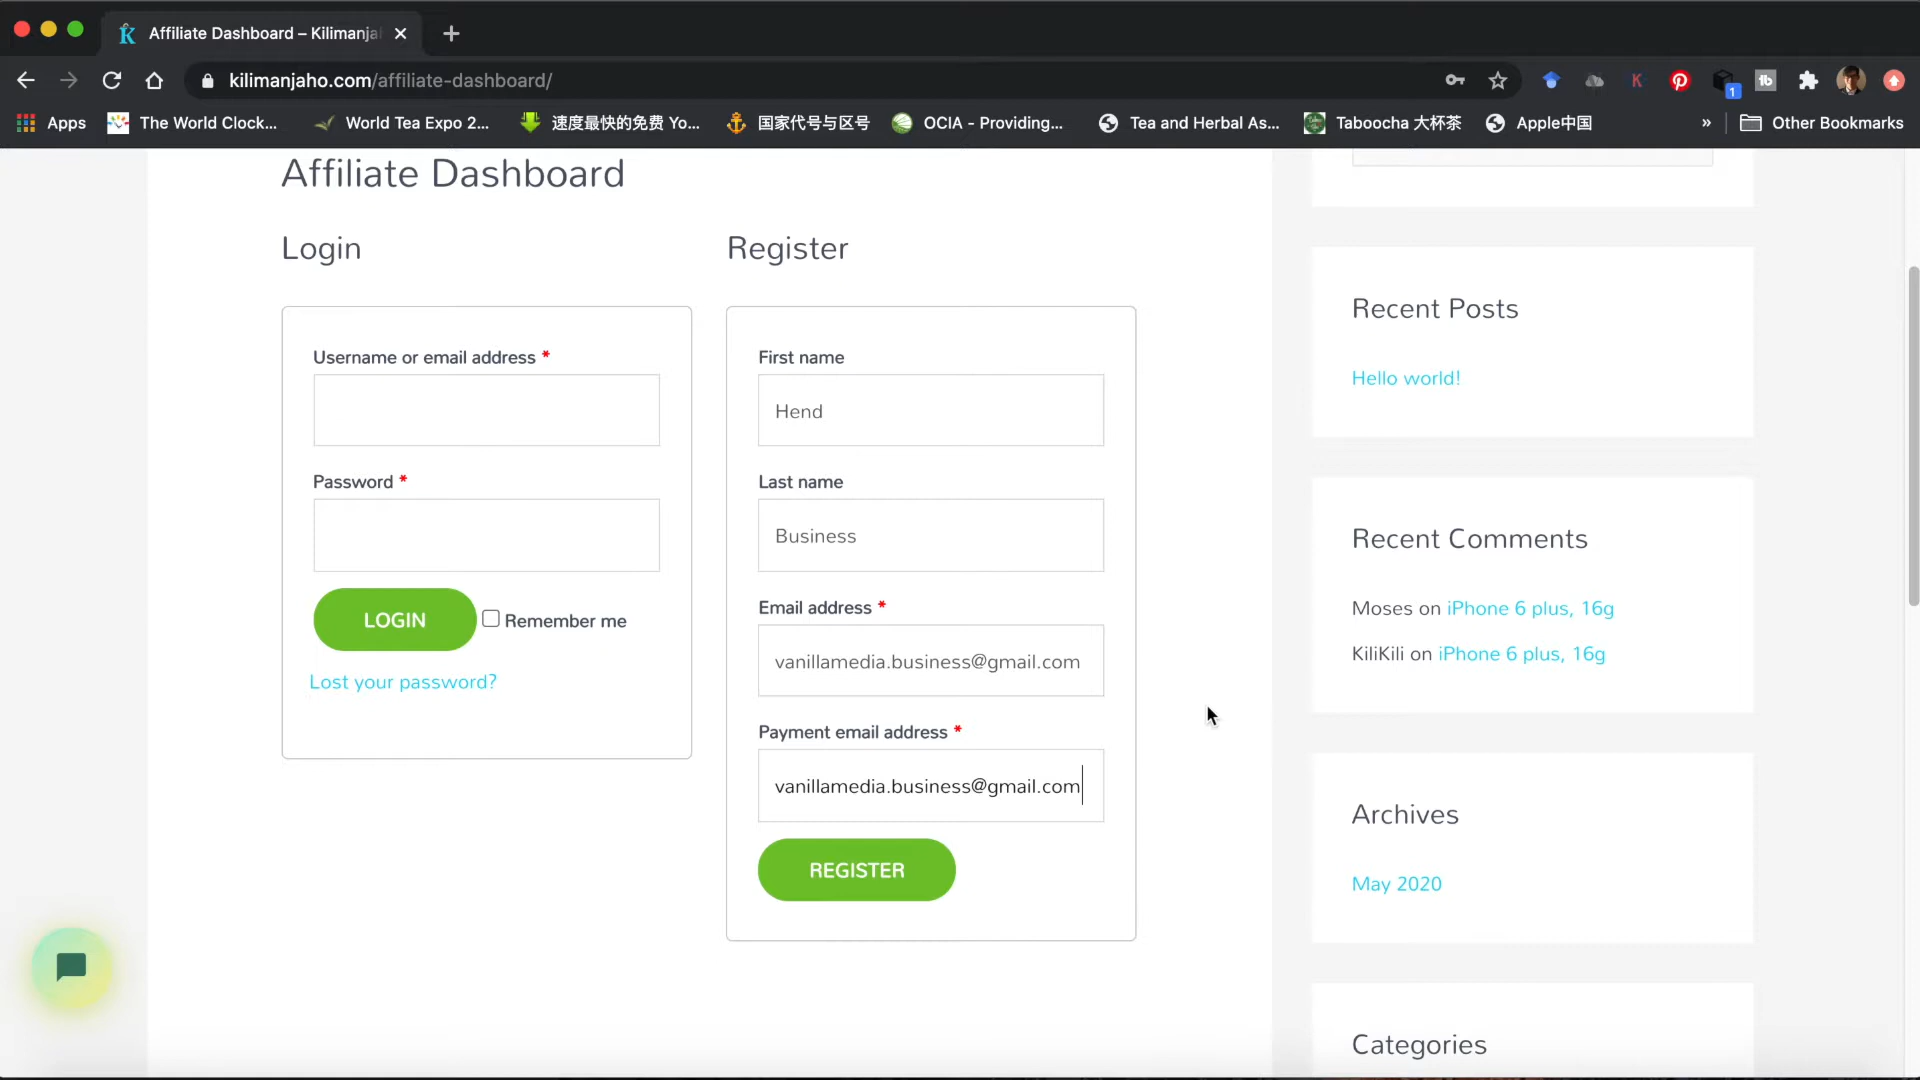 Affiliate Dashboard – Kilimanja
kilimanjaho.com/affiliate-dashboard/
K
1
tb
Apps
The World Clock...
World Tea Expo 2...
速度最快的免费 Yo...
国家代号与区号
OCIA - Providing...
Tea and Herbal As...
Taboocha 大杯茶
Apple中国
»
Other Bookmarks
Affiliate Dashboard
Login
Register
Username or email address *
Password *
LOGIN
Remember me
Lost your password?
First name
Hend
Last name
Business
Email address *
vanillamedia.business@gmail.com
Payment email address *
vanillamedia.business@gmail.com
REGISTER
Recent Posts
Hello world!
Recent Comments
Moses on iPhone 6 plus, 16g
KiliKili on iPhone 6 plus, 16g
Archives
May 2020
Categories